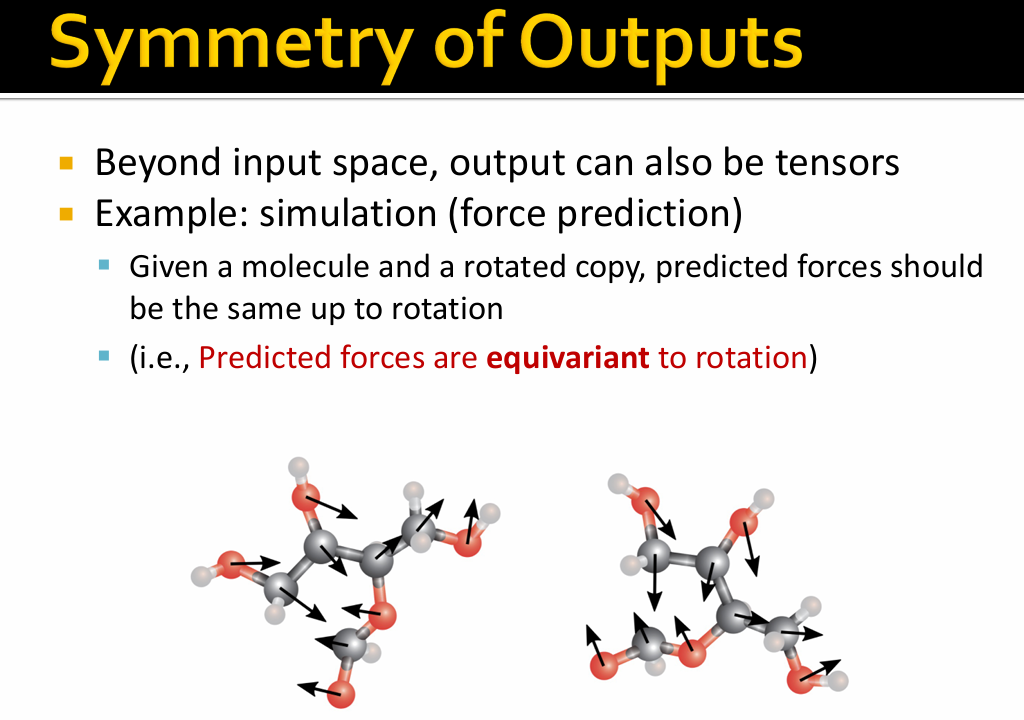 Symmetry of Outputs
Beyond input space, output can also be tensors
Example: simulation (force prediction)
Given a molecule and a rotated copy, predicted forces should
be the same up to rotation
(i.e., Predicted forces are equivariant to rotation)